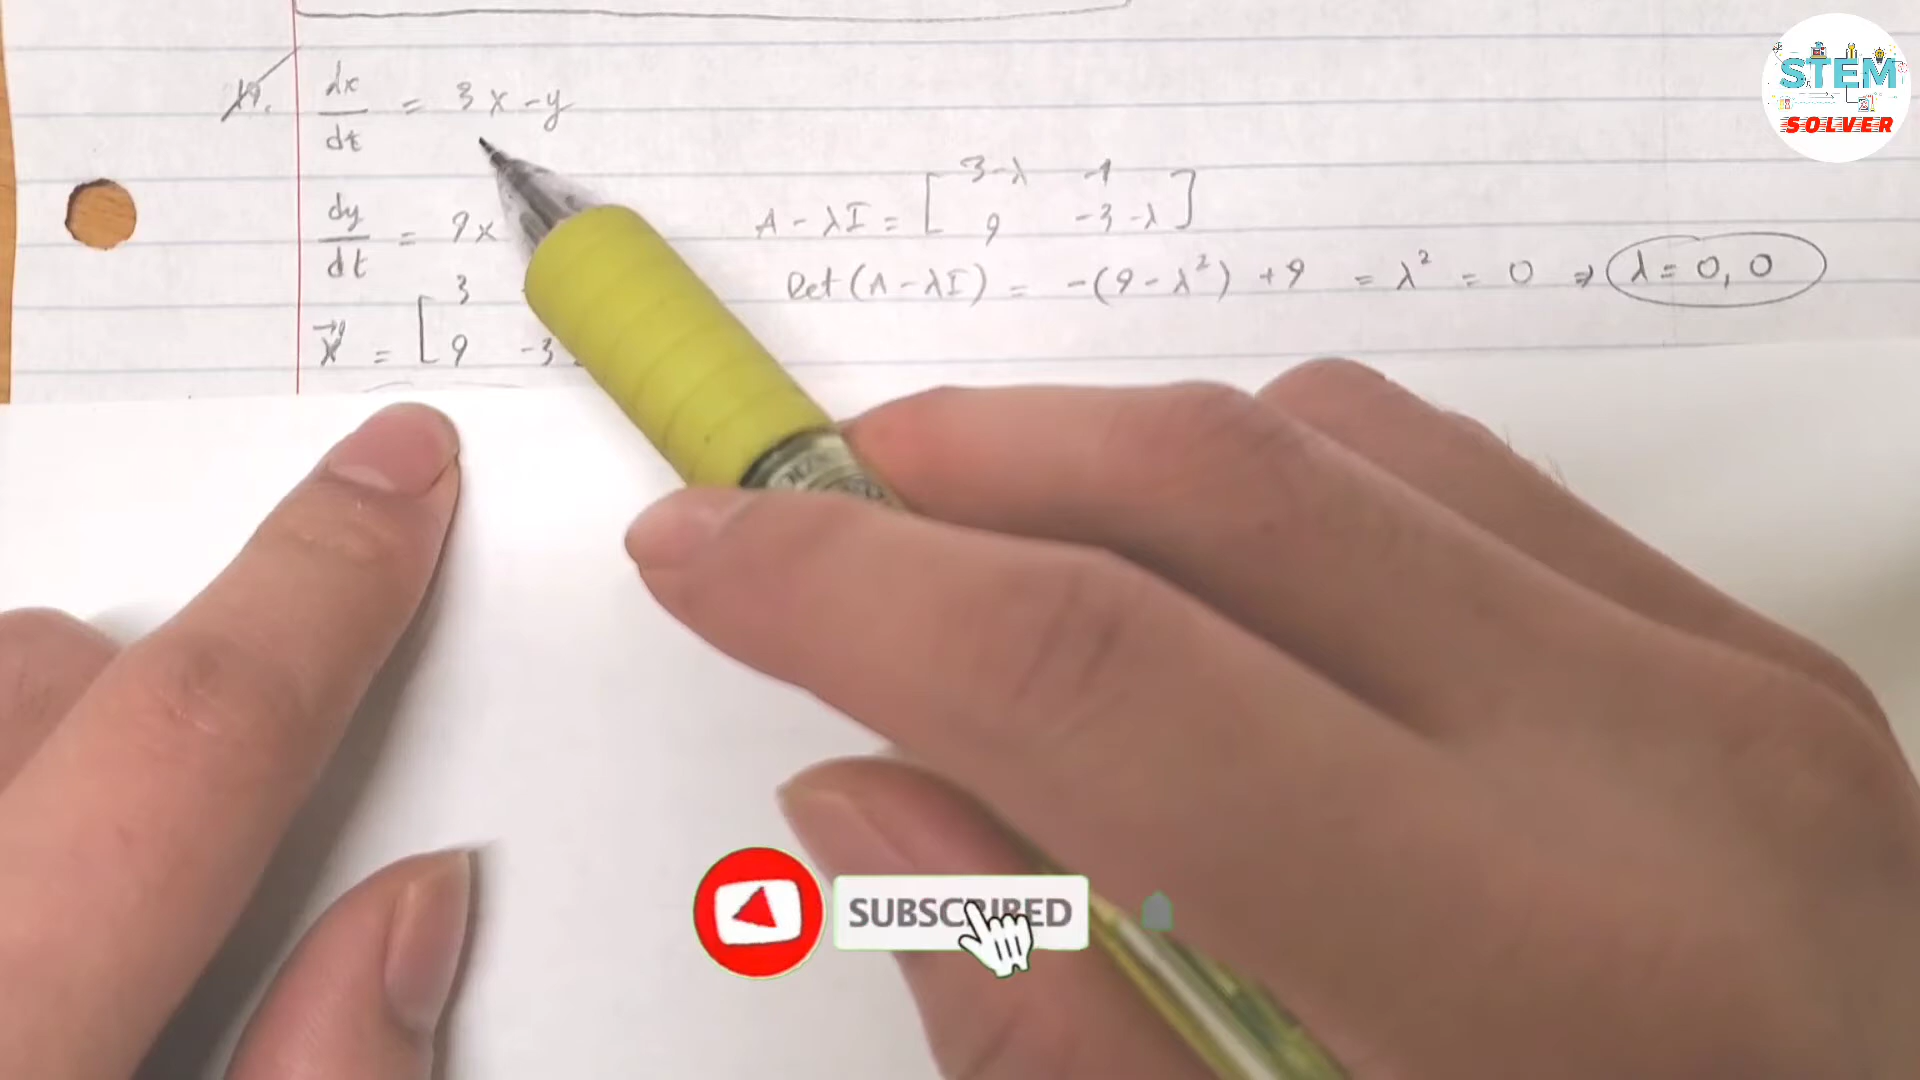 19.
dx/dt = 3x - y
dy/dt = 9x
X' = [ 3
9 -3
A - λI = [ 3-λ -1
9 -3-λ ]
Det(A - λI) = -(9 - λ²) + 9 = λ² = 0 ⇒ λ = 0, 0
STEM
SOLVER
SUBSCRIBED